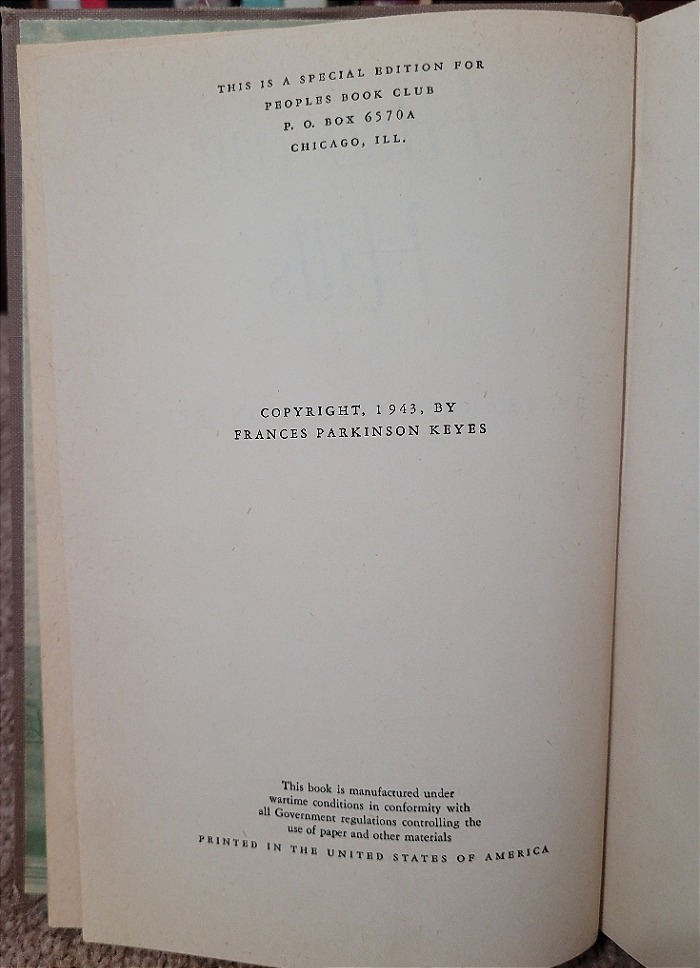 THIS IS A SPECIAL EDITION FOR
PEOPLES BOOK CLUB
P. O. BOX 6570A
CHICAGO, ILL.
COPYRIGHT, 1943, BY
FRANCES PARKINSON KEYES
This book is manufactured under
wartime conditions in conformity with
all Government regulations controlling the
use of paper and other materials
PRINTED IN THE UNITED STATES OF AMERICA